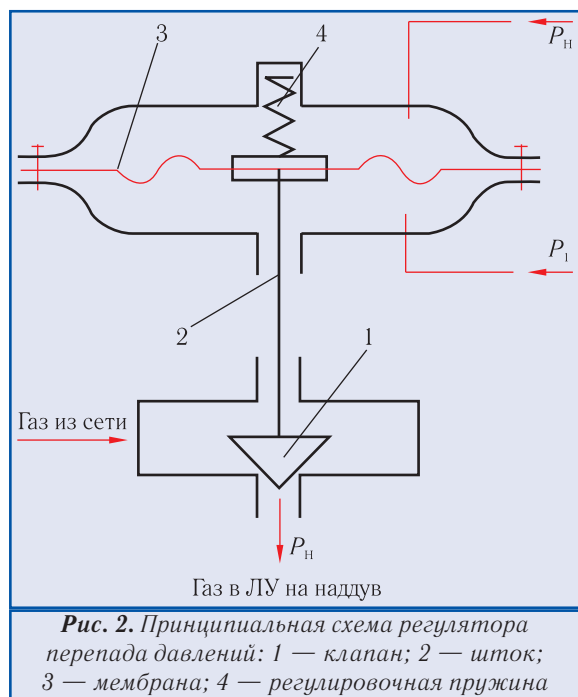 3
4
Pн
P1
2
1
Газ из сети
Pн
Газ в ЛУ на наддув
Рис. 2. Принципиальная схема регулятора
перепада давлений: 1 — клапан; 2 — шток;
3 — мембрана; 4 — регулировочная пружина